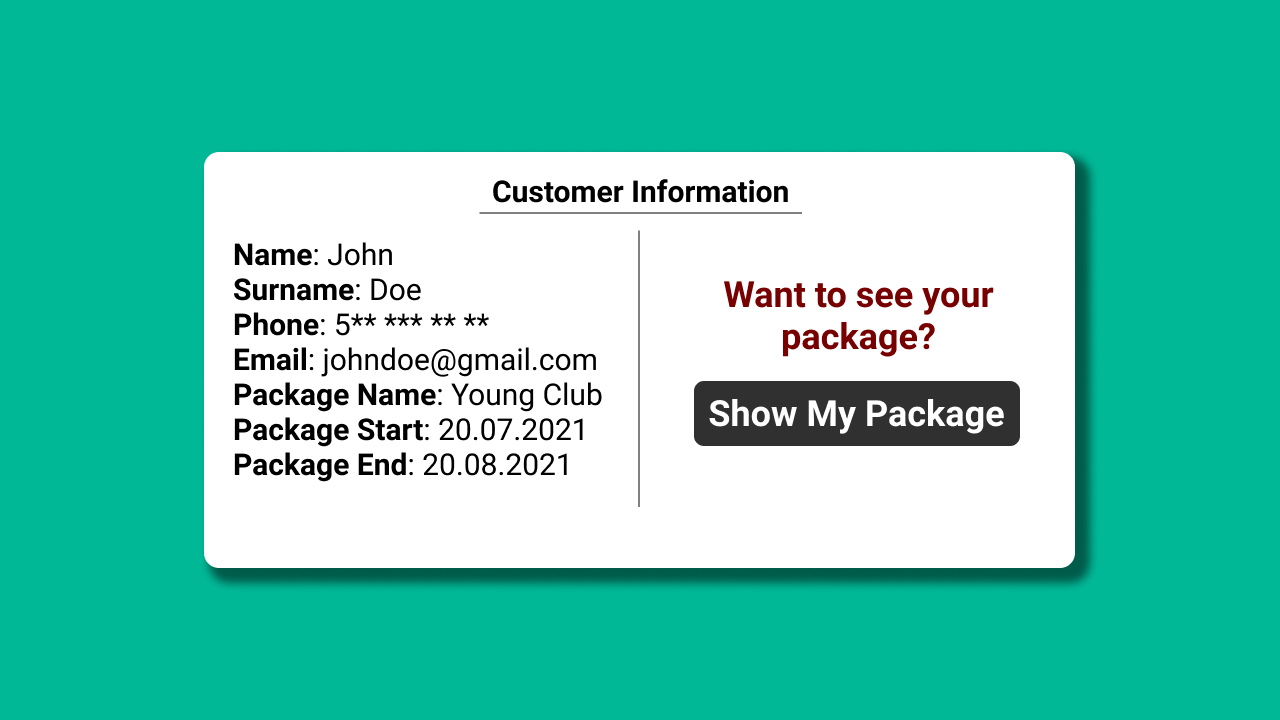 Customer Information
Name: John
Surname: Doe
Phone: 5** *** ** **
Email: johndoe@gmail.com
Package Name: Young Club
Package Start: 20.07.2021
Package End: 20.08.2021
Want to see your
package?
Show My Package